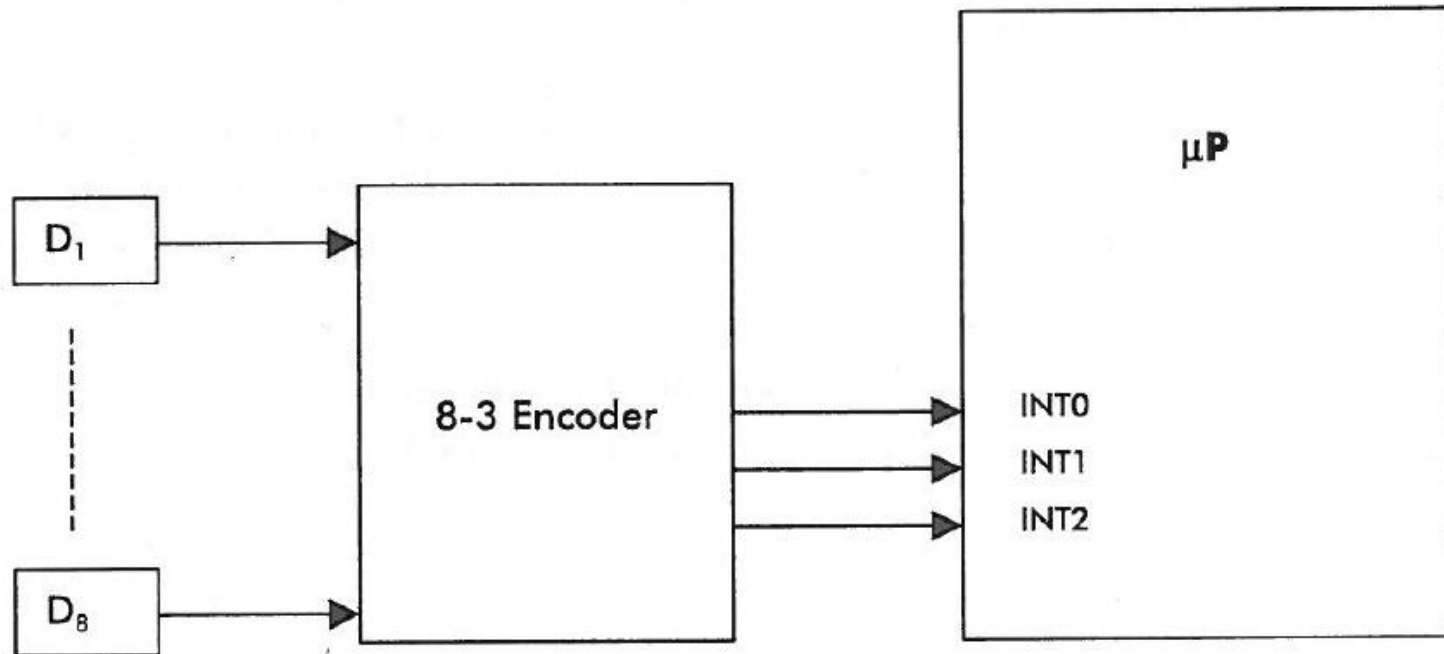 μP
D₁
8-3 Encoder
INT0
INT1
INT2
D₈